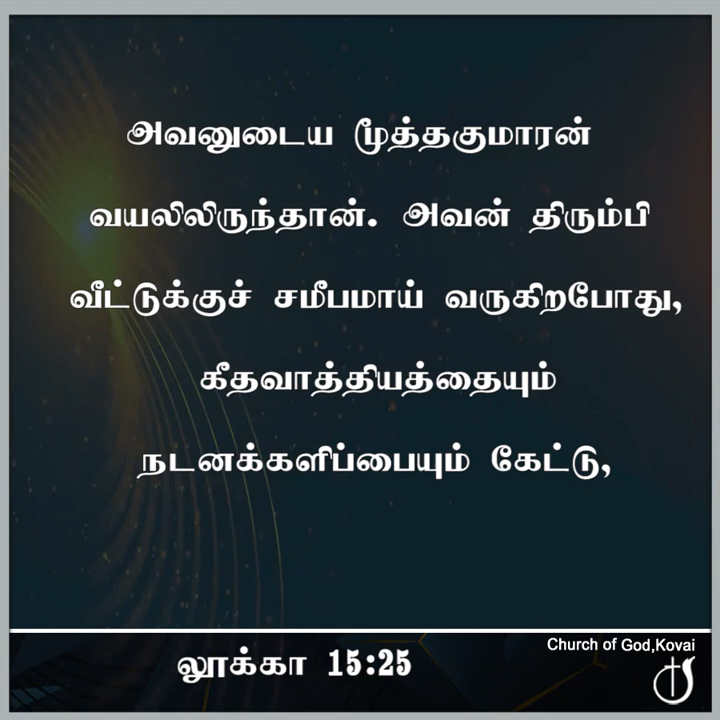 அவனுடைய மூத்தகுமாரன்
வயலிலிருந்தான். அவன் திரும்பி
வீட்டுக்குச் சமீபமாய் வருகிறபோது,
கீதவாத்தியத்தையும்
நடனக்களிப்பையும் கேட்டு,
Church of God,Kovai
லூக்கா 15:25